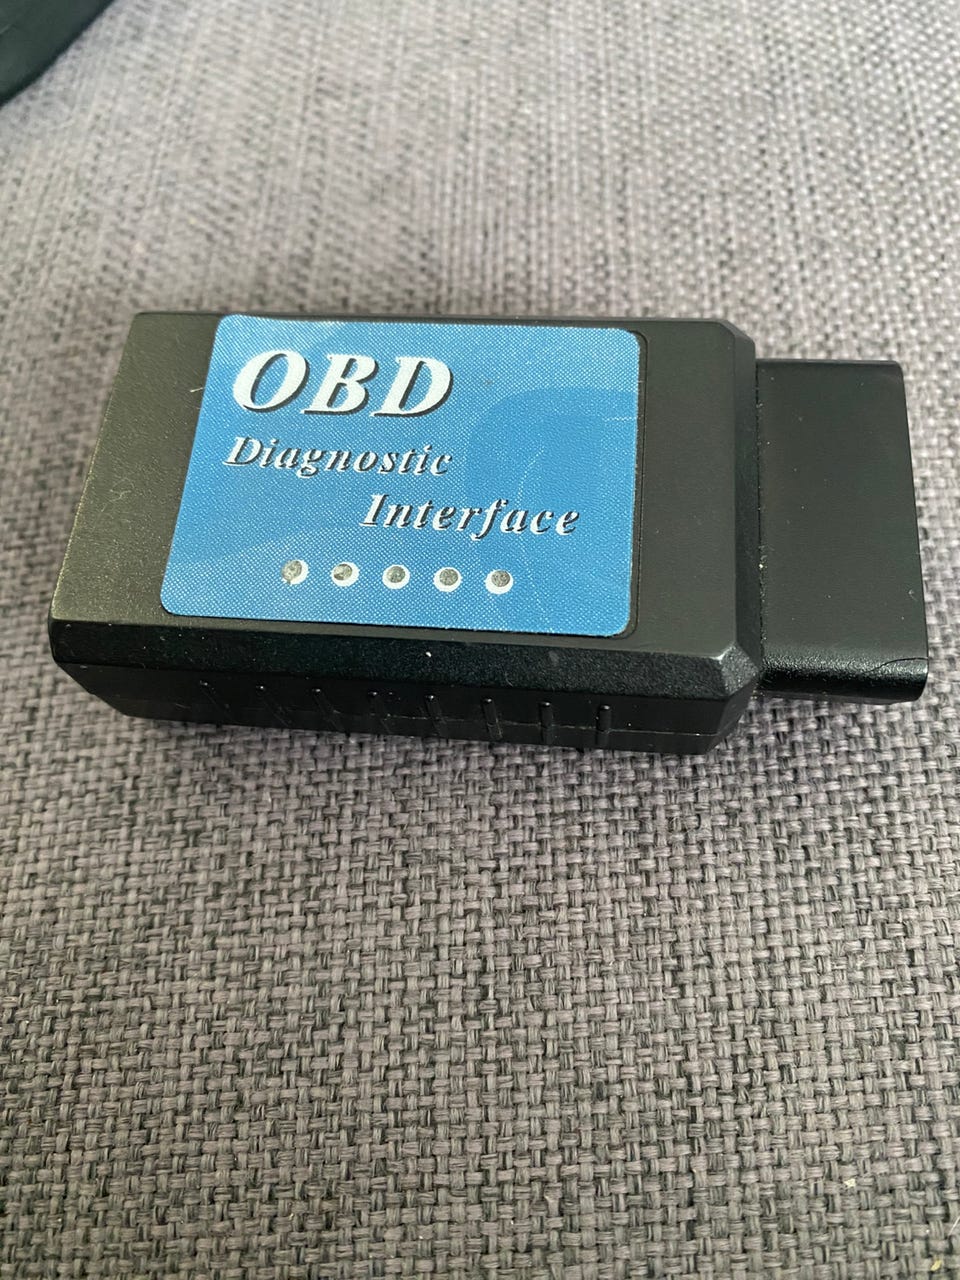 OBD
Diagnostic
Interface